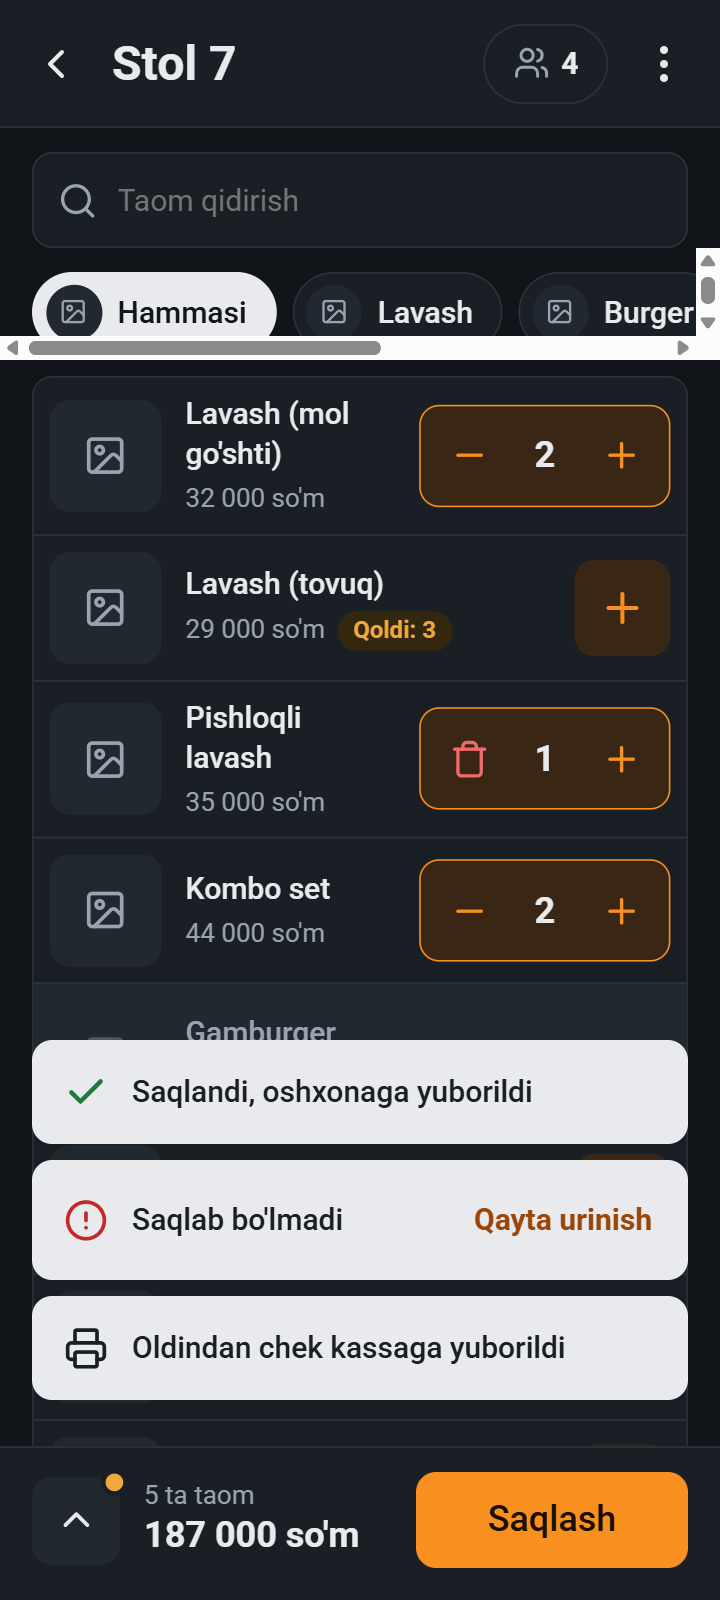 Stol 7
4
Taom qidirish
Hammasi
Lavash
Burger
Lavash (mol
go'shti)
32 000 so'm
2
Lavash (tovuq)
29 000 so'm
Qoldi: 3
Pishloqli
lavash
35 000 so'm
1
Kombo set
44 000 so'm
2
Gamburger
Saqlandi, oshxonaga yuborildi
Saqlab bo'lmadi
Qayta urinish
Oldindan chek kassaga yuborildi
5 ta taom
187 000 so'm
Saqlash